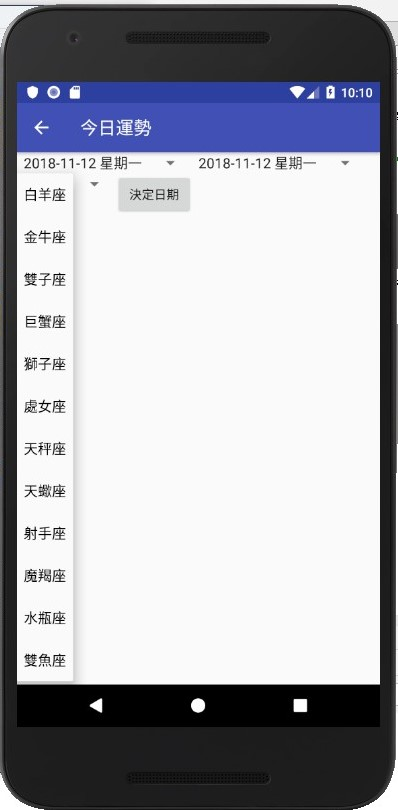 10:10
今日運勢
2018-11-12 星期一 2018-11-12 星期一
白羊座 決定日期
金牛座
雙子座
巨蟹座
獅子座
處女座
天秤座
天蠍座
射手座
魔羯座
水瓶座
雙魚座